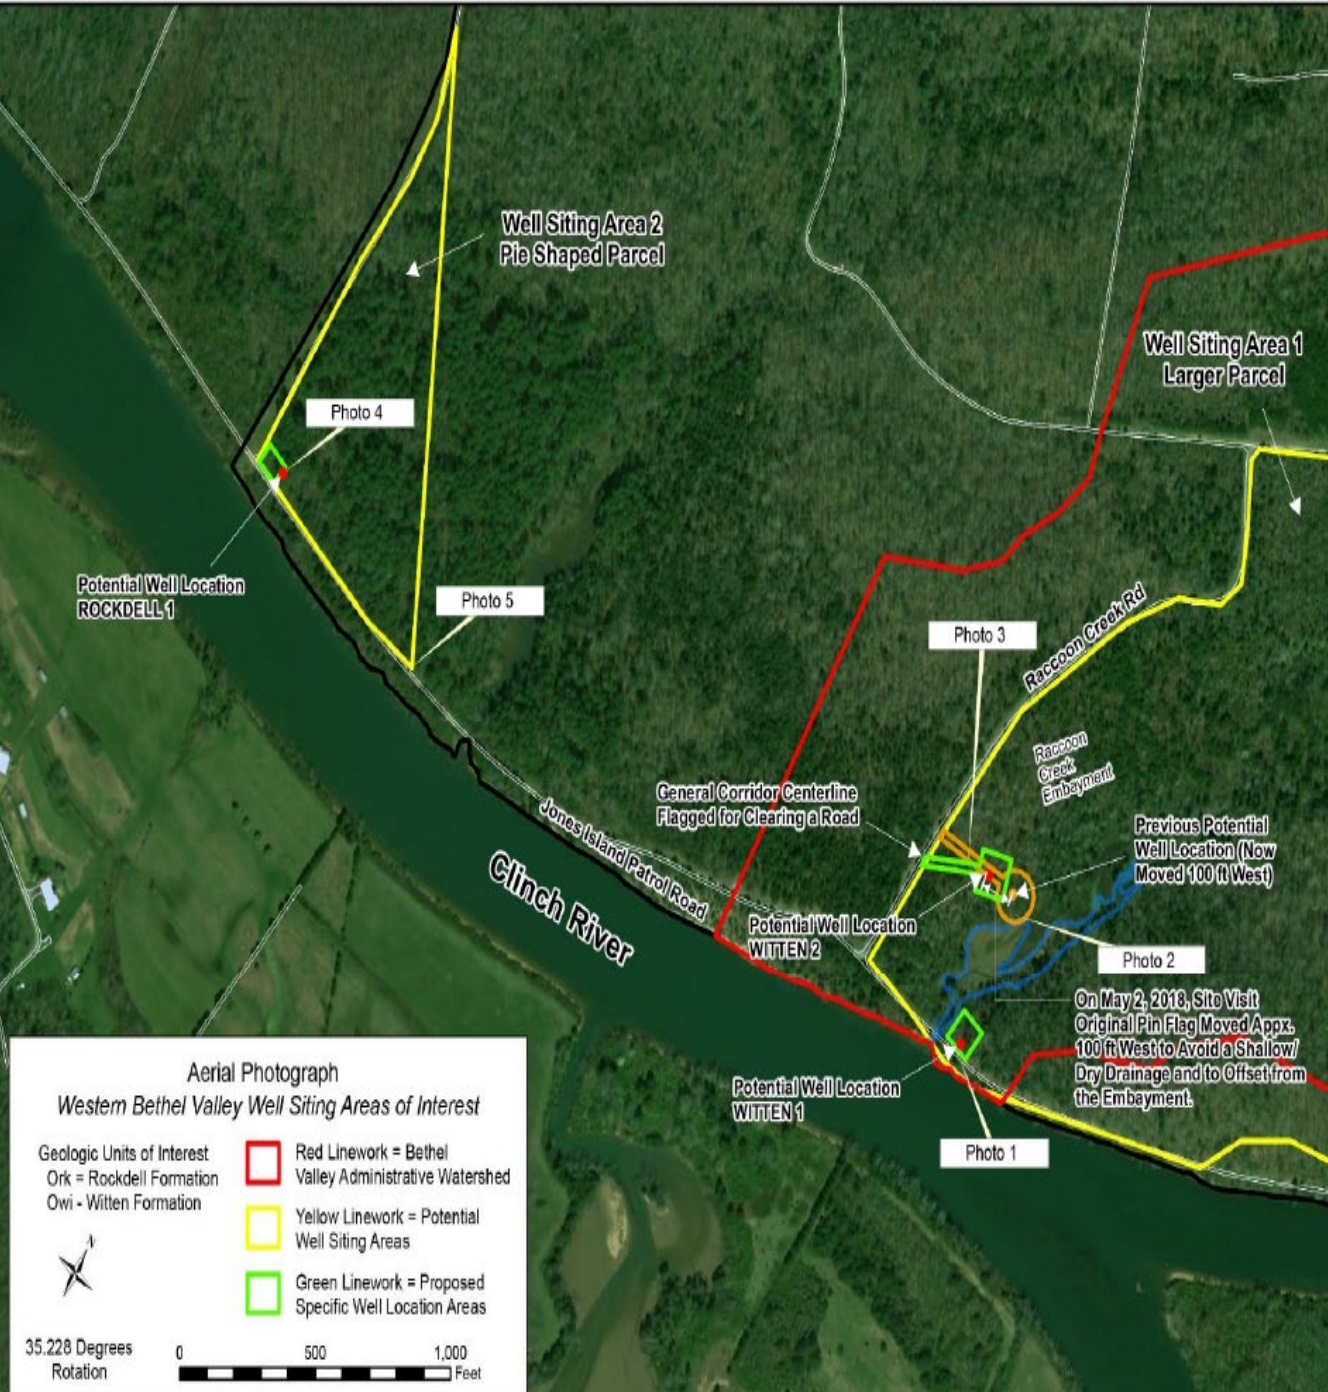 Well Siting Area 2
Pie Shaped Parcel
Well Siting Area 1
Larger Parcel
Photo 4
Potential Well Location
ROCKDELL 1
Photo 5
Photo 3
Raccoon Creek Rd
Raccoon
Creek
Embayment
General Corridor Centerline
Flagged for Clearing a Road
Jones Island Patrol Road
Previous Potential
Well Location (Now
Moved 100 ft West)
Clinch River
Potential Well Location
WITTEN 2
Photo 2
On May 2, 2018, Site Visit
Original Pin Flag Moved Appx.
100 ft West to Avoid a Shallow/
Dry Drainage and to Offset from
the Embayment.
Potential Well Location
WITTEN 1
Photo 1
Aerial Photograph
Western Bethel Valley Well Siting Areas of Interest
Geologic Units of Interest
Ork = Rockdell Formation
Owi - Witten Formation
Red Linework = Bethel
Valley Administrative Watershed
Yellow Linework = Potential
Well Siting Areas
Green Linework = Proposed
Specific Well Location Areas
N
35.228 Degrees
Rotation
0 500 1,000
Feet